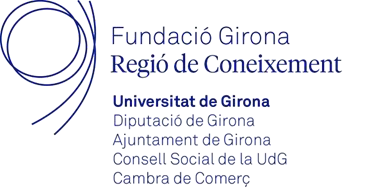 Fundació Girona
Regió de Coneixement
Universitat de Girona
Diputació de Girona
Ajuntament de Girona
Consell Social de la UdG
Cambra de Comerç